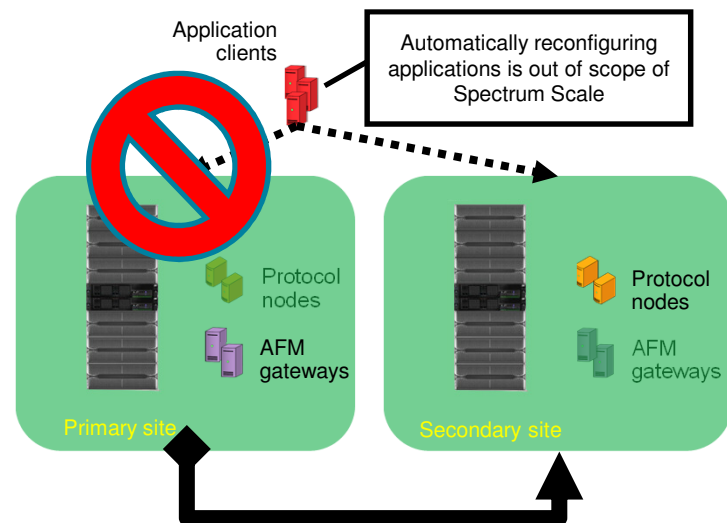 Application
clients
Automatically reconfiguring
applications is out of scope of
Spectrum Scale
Protocol
nodes
AFM
gateways
Primary site
Protocol
nodes
AFM
gateways
Secondary site